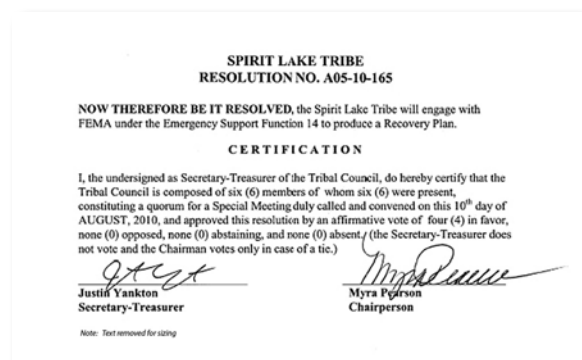 SPIRIT LAKE TRIBE
RESOLUTION NO. A05-10-165
NOW THEREFORE BE IT RESOLVED, the Spirit Lake Tribe will engage with
FEMA under the Emergency Support Function 14 to produce a Recovery Plan.
CERTIFICATION
I, the undersigned as Secretary-Treasurer of the Tribal Council, do hereby certify that the
Tribal Council is composed of six (6) members of whom six (6) were present,
constituting a quorum for a Special Meeting duly called and convened on this 10th day of
AUGUST, 2010, and approved this resolution by an affirmative vote of four (4) in favor,
none (0) opposed, none (0) abstaining, and none (0) absent. (the Secretary-Treasurer does
not vote and the Chairman votes only in case of a tie.)
Myra Pearson
Justin Yankton Myra Pearson
Secretary-Treasurer Chairperson
Note: Text removed for sizing